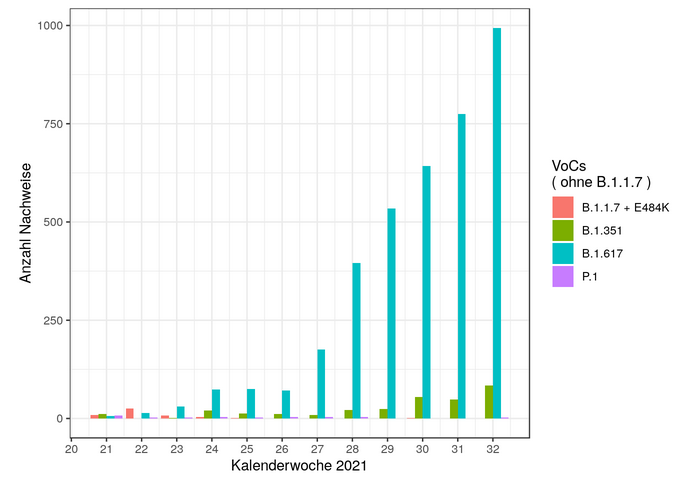 1000
750
500
250
0
Anzahl Nachweise
20 21 22 23 24 25 26 27 28 29 30 31 32
Kalenderwoche 2021
VoCs
( ohne B.1.1.7 )
B.1.1.7 + E484K
B.1.351
B.1.617
P.1